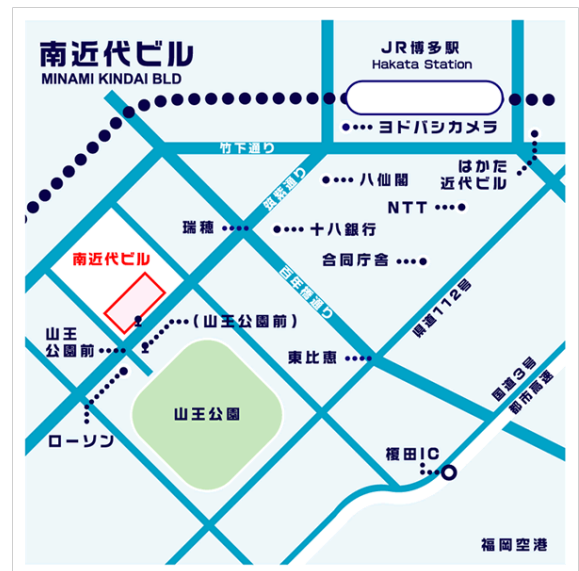 南近代ビル
MINAMI KINDAI BLD
JR博多駅
Hakata Station
ヨドバシカメラ
竹下通り
はかた
近代ビル
筑紫通り
八仙閣
NTT
瑞穂
十八銀行
合同庁舎
南近代ビル
百年橋通り
県道112号
(山王公園前)
山王
公園前
東比恵
国道3号
都市高速
山王公園
ローソン
榎田IC
福岡空港